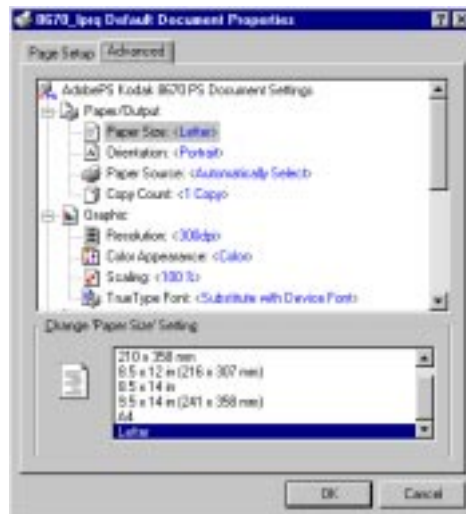 8670_lprq Default Document Properties
Page Setup
Advanced
AdobePS Kodak 8670 PS Document Settings
Paper/Output
Paper Size: <Letter>
Orientation: <Portrait>
Paper Source: <Automatically Select>
Copy Count: <1 Copy>
Graphic
Resolution: <300dpi>
Color Appearance: <Color>
Scaling: <100 %>
TrueType Font: <Substitute with Device Font>
Change 'Paper Size' Setting
210 x 358 mm
8.5 x 12 in (216 x 307 mm)
8.5 x 14 in
9.5 x 14 in (241 x 358 mm)
A4
Letter
OK
Cancel